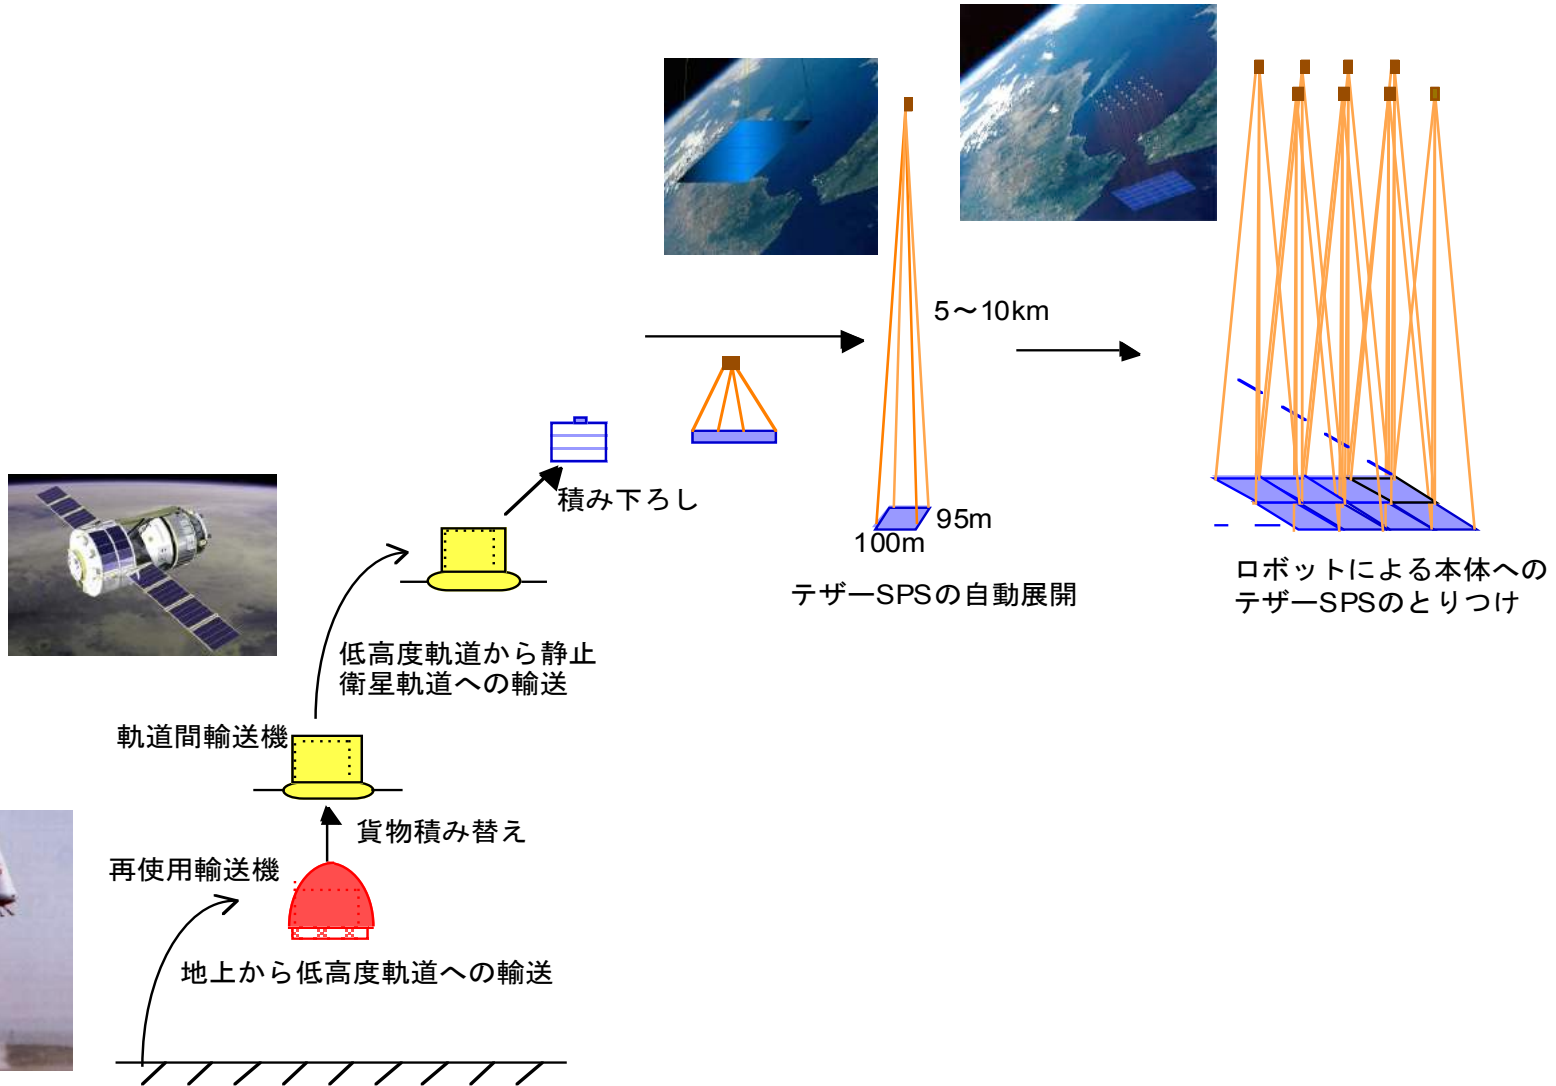 5～10km
積み下ろし
95m
100m
テザーSPSの自動展開
ロボットによる本体への
テザーSPSのとりつけ
低高度軌道から静止
衛星軌道への輸送
軌道間輸送機
貨物積み替え
再使用輸送機
地上から低高度軌道への輸送